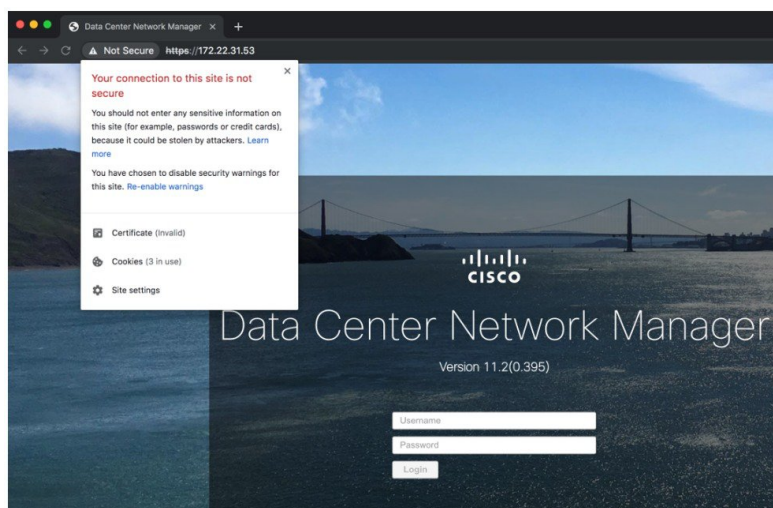 Data Center Network Manager
Not Secure https://172.22.31.53
Your connection to this site is not
secure
You should not enter any sensitive information on
this site (for example, passwords or credit cards),
because it could be stolen by attackers. Learn
more
You have chosen to disable security warnings for
this site. Re-enable warnings
Certificate (Invalid)
Cookies (3 in use)
Site settings
CISCO
Data Center Network Manager
Version 11.2(0.395)
Username
Password
Login